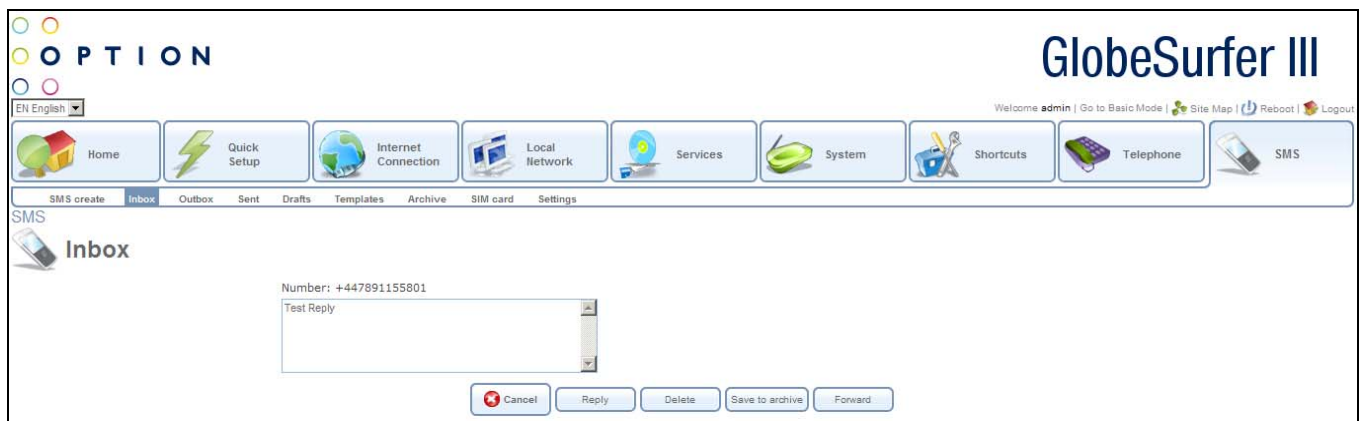 OPTION
GlobeSurfer III
EN English
Welcome admin | Go to Basic Mode | Site Map | Reboot | Logout
Home
Quick Setup
Internet Connection
Local Network
Services
System
Shortcuts
Telephone
SMS
SMS create Inbox Outbox Sent Drafts Templates Archive SIM card Settings
SMS
Inbox
Number: +447891155801
Test Reply
Cancel Reply Delete Save to archive Forward